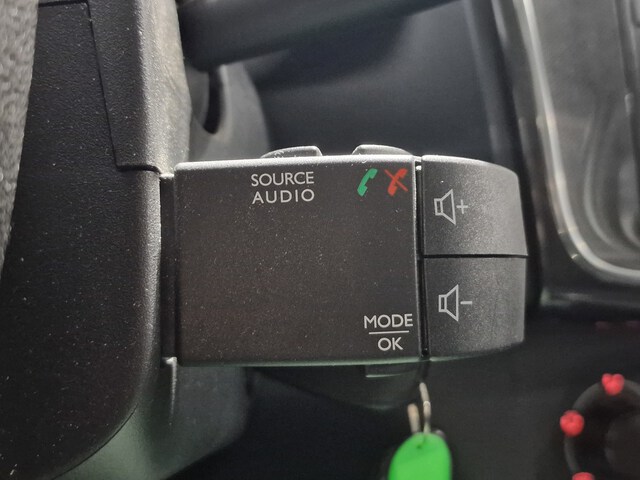 SOURCE
AUDIO
+
-
MODE
OK